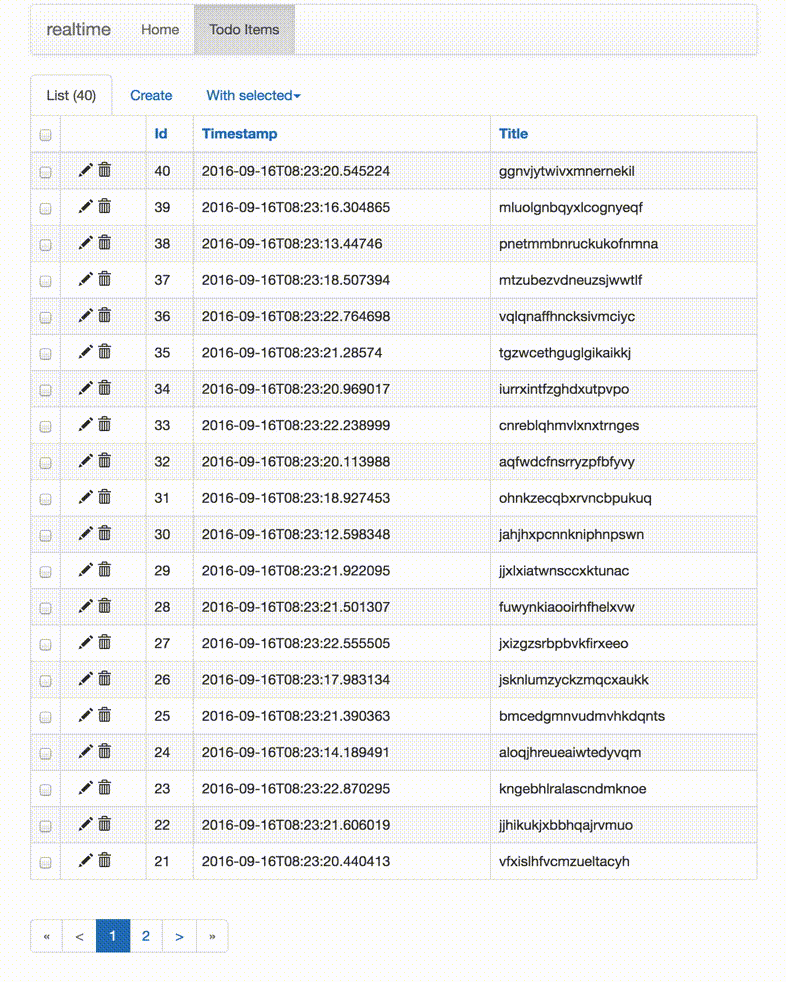 realtime Home Todo Items
List (40) Create With selected
Id Timestamp Title
40 2016-09-16T08:23:20.545224 ggnvjytwivxmnernekil
39 2016-09-16T08:23:16.304865 mluolgnbqyxlcognyeqf
38 2016-09-16T08:23:13.44746 pnetmmbnruckukofnmna
37 2016-09-16T08:23:18.507394 mtzubezvdneuzsjwwtlf
36 2016-09-16T08:23:22.764698 vqlqnaffhncksivmciyc
35 2016-09-16T08:23:21.28574 tgzwcethguglgikaikkj
34 2016-09-16T08:23:20.969017 iurrxintfzghdxutpvpo
33 2016-09-16T08:23:22.238999 cnreblqhmvlxnxtrnges
32 2016-09-16T08:23:20.113988 aqfwdcfnsrryzpfbfyvy
31 2016-09-16T08:23:18.927453 ohnkzecqbxrvncbpukuq
30 2016-09-16T08:23:12.598348 jahjhxpcnnkniphnpswn
29 2016-09-16T08:23:21.922095 jjxlxiatwnsccxktunac
28 2016-09-16T08:23:21.501307 fuwynkiaooirhfhelxvw
27 2016-09-16T08:23:22.555505 jxizgzsrbpbvkfirxeeo
26 2016-09-16T08:23:17.983134 jsknlumzyckzmqcxaukk
25 2016-09-16T08:23:21.390363 bmcedgmnvudmvhkdqnts
24 2016-09-16T08:23:14.189491 aloqjhreueaiwtedyvqm
23 2016-09-16T08:23:22.870295 kngebhlralascndmknoe
22 2016-09-16T08:23:21.606019 jjhikukjxbbhqajrvmuo
21 2016-09-16T08:23:20.440413 vfxislhfvcmzueltacyh
« < 1 2 > »